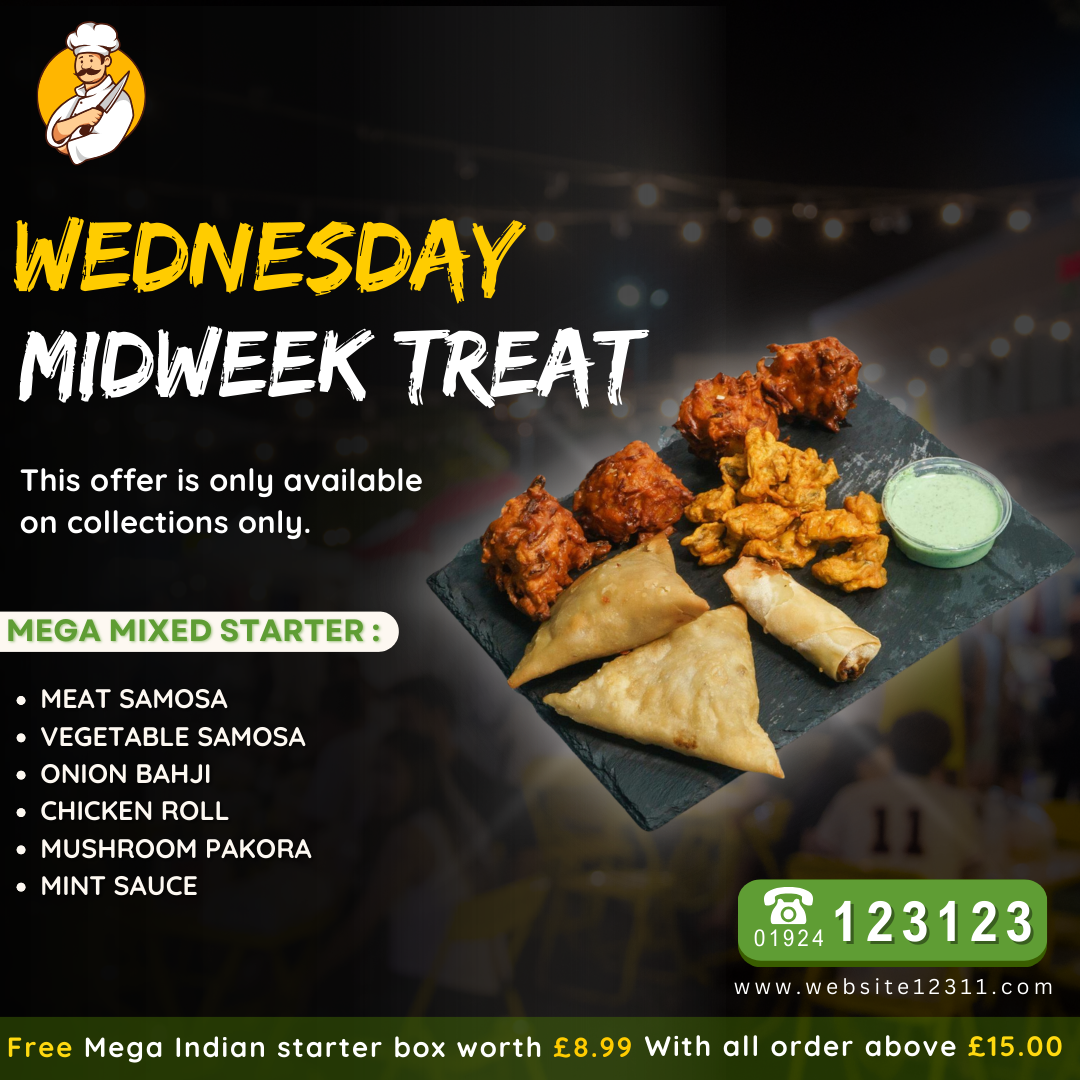 WEDNESDAY
MIDWEEK TREAT
This offer is only available
on collections only.
MEGA MIXED STARTER :
• MEAT SAMOSA
• VEGETABLE SAMOSA
• ONION BAHJI
• CHICKEN ROLL
• MUSHROOM PAKORA
• MINT SAUCE
11
01924 123123
www.website12311.com
Free Mega Indian starter box worth £8.99 With all order above £15.00